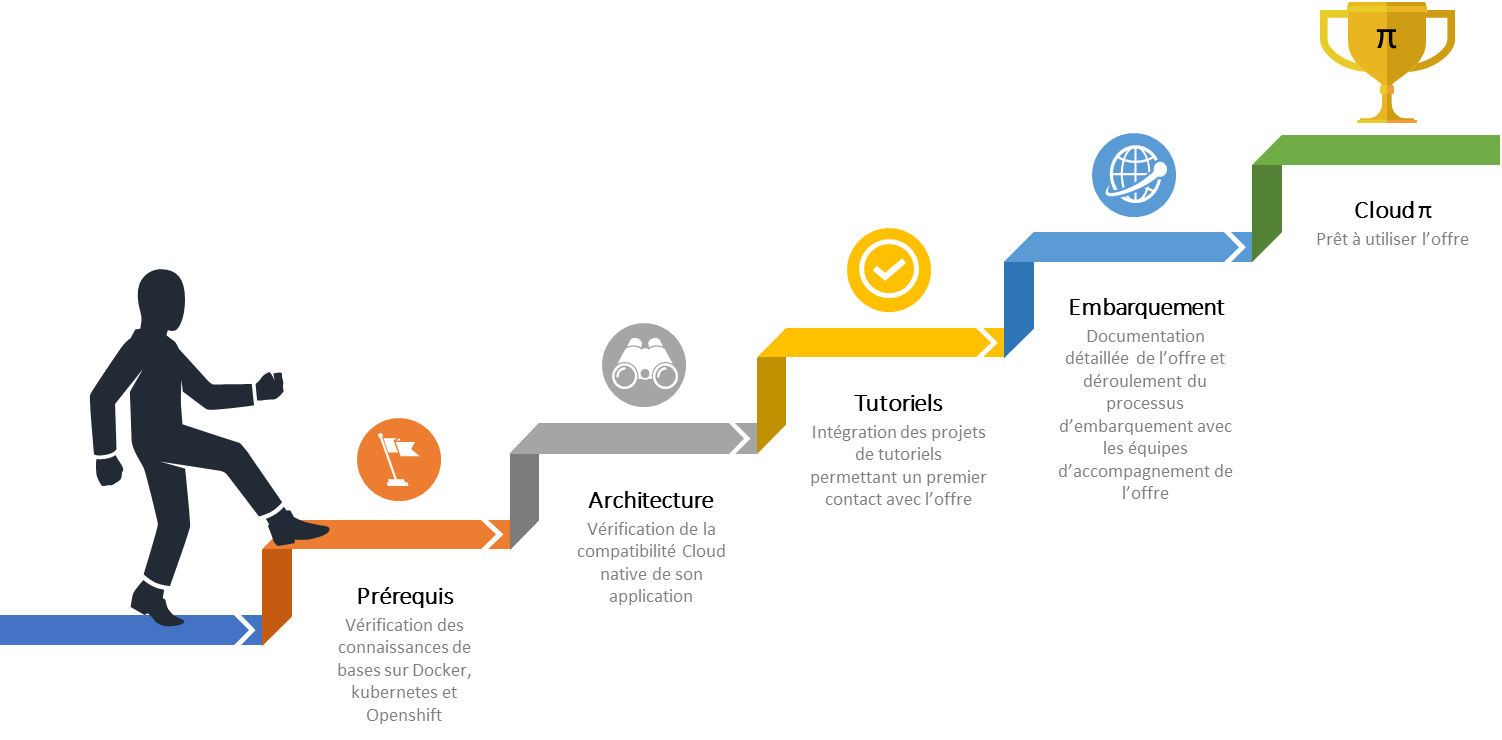 π
Cloud π
Prêt à utiliser l’offre
Embarquement
Documentation
détaillée de l’offre et
déroulement du
processus
d’embarquement avec
les équipes
d’accompagnement de
l’offre
Tutoriels
Intégration des projets
de tutoriels
permettant un premier
contact avec l’offre
Architecture
Vérification de la
compatibilité Cloud
native de son
application
Prérequis
Vérification des
connaissances de
bases sur Docker,
kubernetes et
Openshift